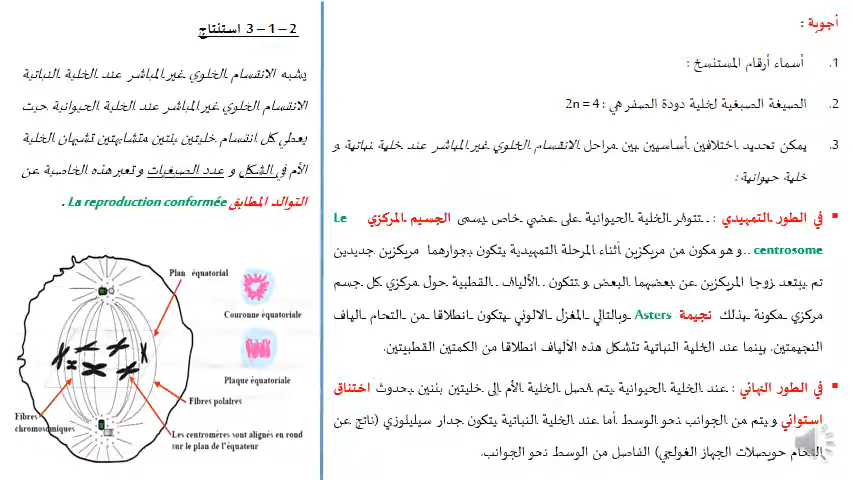 أجوبة :
1. أسماء أرقام المستنسخ :
2. الصيغة الصبغية لخلية دودة الصفر هي : 2n = 4
3. يمكن تحديد اختلافين أساسيين بين مراحل الانقسام الخلوي غير المباشر عند خلية نباتية و
خلية حيوانية :
▪ في الطور التمهيدي : .. تتوفر الخلية الحيوانية على عضي خاص يسمى الجسيم المركزي Le
centrosome .. و هو مكون من مريكزين أثناء المرحلة التمهيدية يتكون بجوارهما مريكزين جديدين
تم يبتعد زوجا المريكزين عن بعضهما البعض و تتكون .. الألياف .. القطبية حول مركزي كل جسم
مركزي مكونة بذلك نجيمة Asters وبالتالي المغزل الالوني يتكون انطلاقا من التحام الياف
النجيمتين. بينما عند الخلية النباتية تتشكل هذه الألياف انطلاقا من الكمتين القطبيتين.
▪ في الطور النهائي : عند الخلية الحيوانية يتم فصل الخلية الأم إلى خليتين بنتين بحدوث اختناق
استوائي و يتم من الجوانب نحو الوسط أما عند الخلية النباتية يتكون جدار سيليلوزي (ناتج عن
التحام حويصلات الجهاز الغولجي) الفاصل من الوسط نحو الجوانب.
2 – 1 – 3 استنتاج
يشبه الانقسام الخلوي غير المباشر عند الخلية النباتية
الانقسام الخلوي غير المباشر عند الخلية الحيوانية حيث
يعطي كل انقسام خليتين بنتين متشابهتين تشبهان الخلية
الأم في الشكل و عدد الصبغيات و تعبر هذه الخاصية عن
التوالد المطابق La reproduction conformée .
Plan équatorial
Couronne équatoriale
Plaque équatoriale
Fibres polaires
Fibres
chromosomiques
Les centromères sont alignés en rond
sur le plan de l'équateur